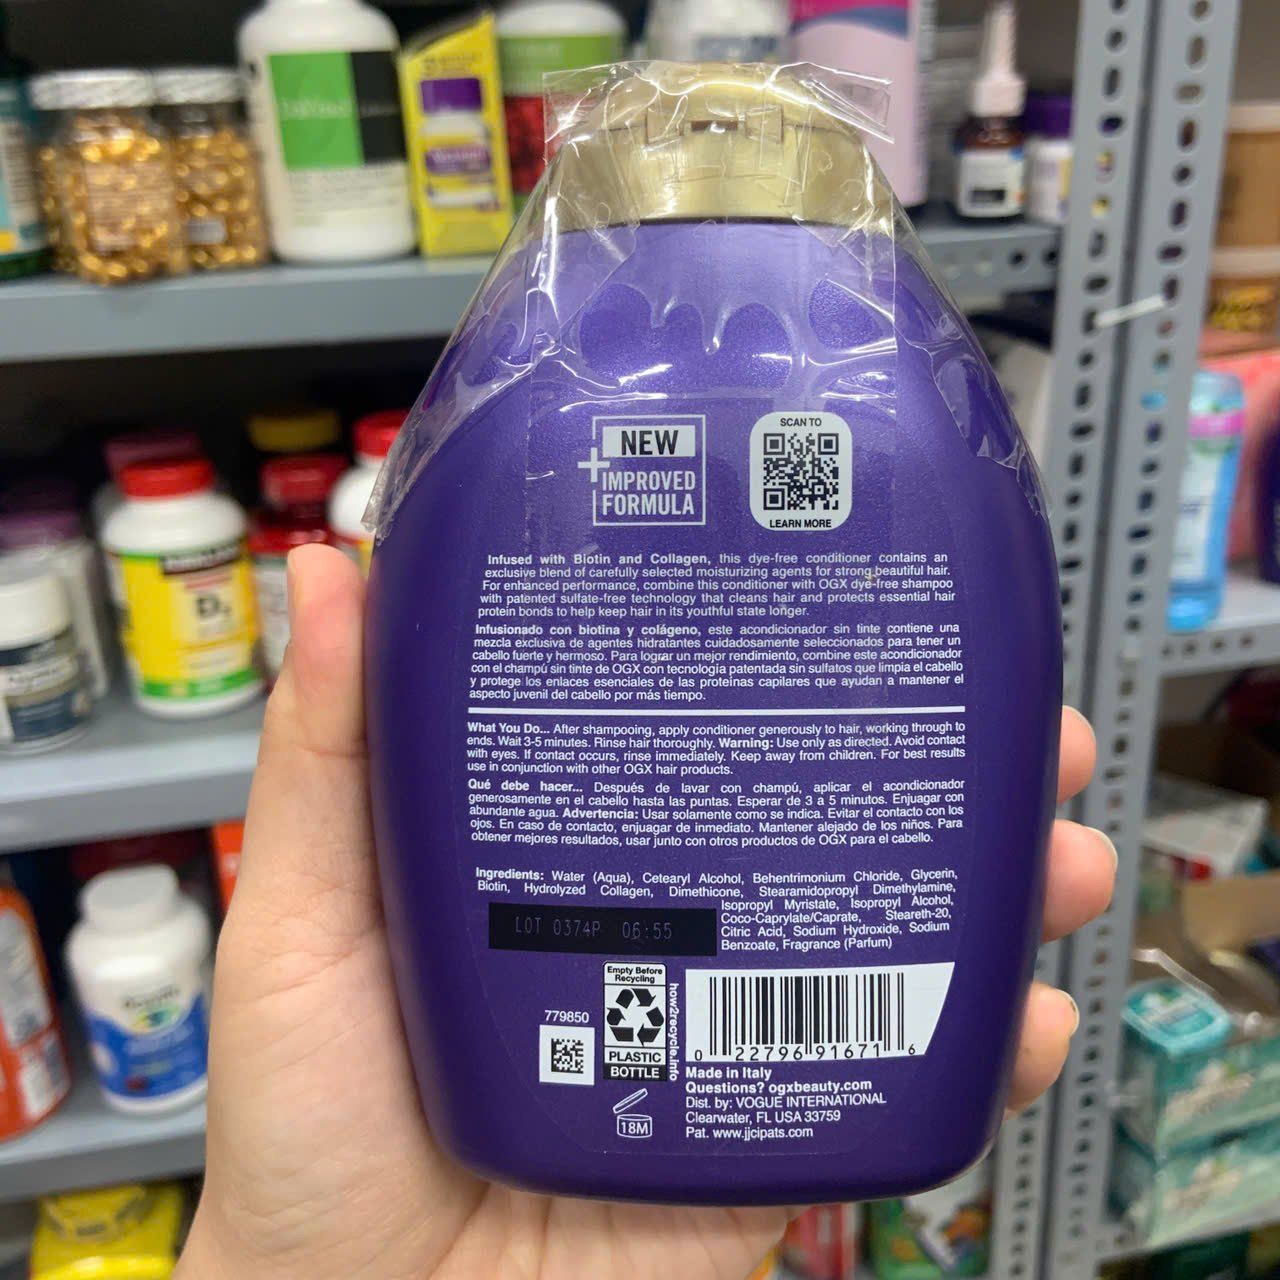 NEW
+ IMPROVED
FORMULA
SCAN TO
LEARN MORE
Infused with Biotin and Collagen, this dye-free conditioner contains an
exclusive blend of carefully selected moisturizing agents for strong beautiful hair.
For enhanced performance, combine this conditioner with OGX dye-free shampoo
with patented sulfate-free technology that cleans hair and protects essential hair
protein bonds to help keep hair in its youthful state longer.
Infusionado con biotina y colágeno, este acondicionador sin tinte contiene una
mezcla exclusiva de agentes hidratantes cuidadosamente seleccionados para tener un
cabello fuerte y hermoso. Para lograr un mejor rendimiento, combine este acondicionador
con el champú sin tinte de OGX con tecnología patentada sin sulfatos que limpia el cabello
y protege los enlaces esenciales de las proteínas capilares que ayudan a mantener el
aspecto juvenil del cabello por más tiempo.
What You Do... After shampooing, apply conditioner generously to hair, working through to
ends. Wait 3-5 minutes. Rinse hair thoroughly. Warning: Use only as directed. Avoid contact
with eyes. If contact occurs, rinse immediately. Keep away from children. For best results
use in conjunction with other OGX hair products.
Qué debe hacer... Después de lavar con champú, aplicar el acondicionador
generosamente en el cabello hasta las puntas. Esperar de 3 a 5 minutos. Enjuagar con
abundante agua. Advertencia: Usar solamente como se indica. Evitar el contacto con los
ojos. En caso de contacto, enjuagar de inmediato. Mantener alejado de los niños. Para
obtener mejores resultados, usar junto con otros productos de OGX para el cabello.
Ingredients: Water (Aqua), Cetearyl Alcohol, Behentrimonium Chloride, Glycerin,
Biotin, Hydrolyzed Collagen, Dimethicone, Stearamidopropyl Dimethylamine,
Isopropyl Myristate, Isopropyl Alcohol,
Coco-Caprylate/Caprate, Steareth-20,
Citric Acid, Sodium Hydroxide, Sodium
Benzoate, Fragrance (Parfum)
LOT 0374P 06:55
Empty Before
Recycling
PLASTIC
BOTTLE
how2recycle.info
779850
18M
0 22796 91671 6
Made in Italy
Questions? ogxbeauty.com
Dist. by: VOGUE INTERNATIONAL
Clearwater, FL USA 33759
Pat. www.jjcipats.com
D3